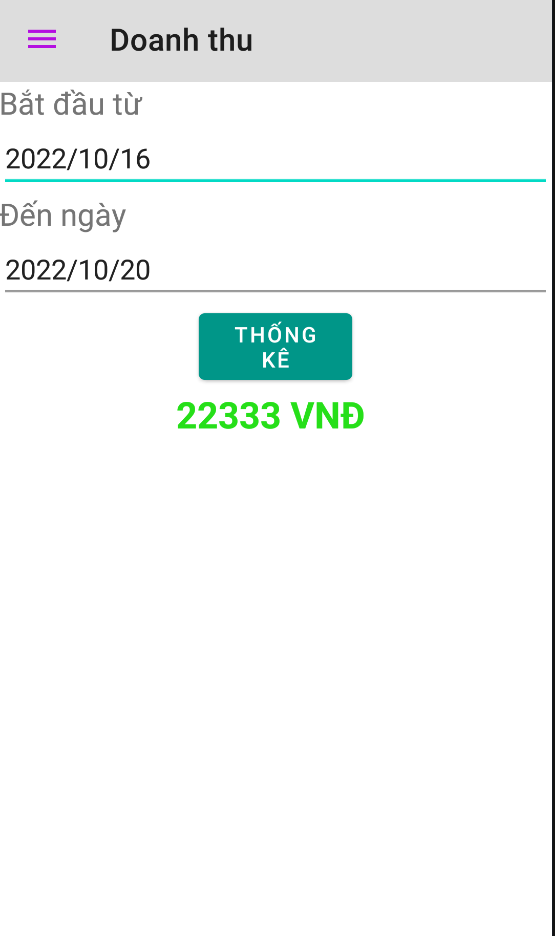 Doanh thu
Bắt đầu từ
2022/10/16
Đến ngày
2022/10/20
THỐNG
KÊ
22333 VNĐ